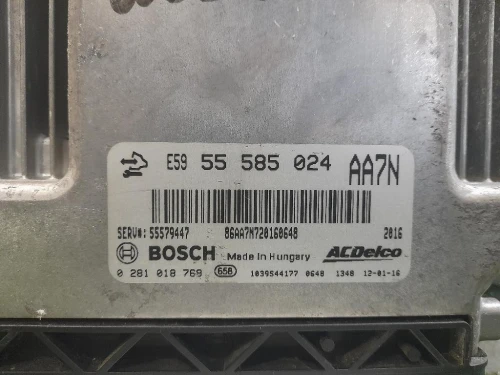 E59 55 585 024 AA7N
SERV#: 55579447 86AA7N720160648 2016
BOSCH Made in Hungary ACDelco
0 281 018 769 658 1039S44177 0648 1348 12-01-16